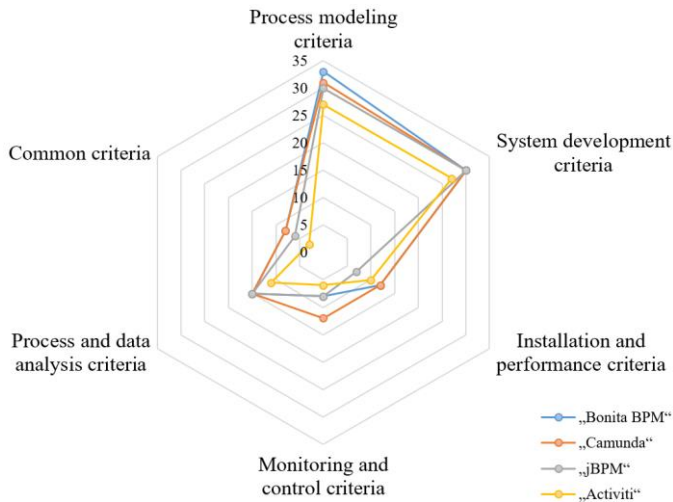 Process modeling
criteria
35
30
25
20
15
10
5
0
System development
criteria
Common criteria
Process and data
analysis criteria
Installation and
performance criteria
Monitoring and
control criteria
„Bonita BPM“
„Camunda“
„jBPM“
„Activiti“